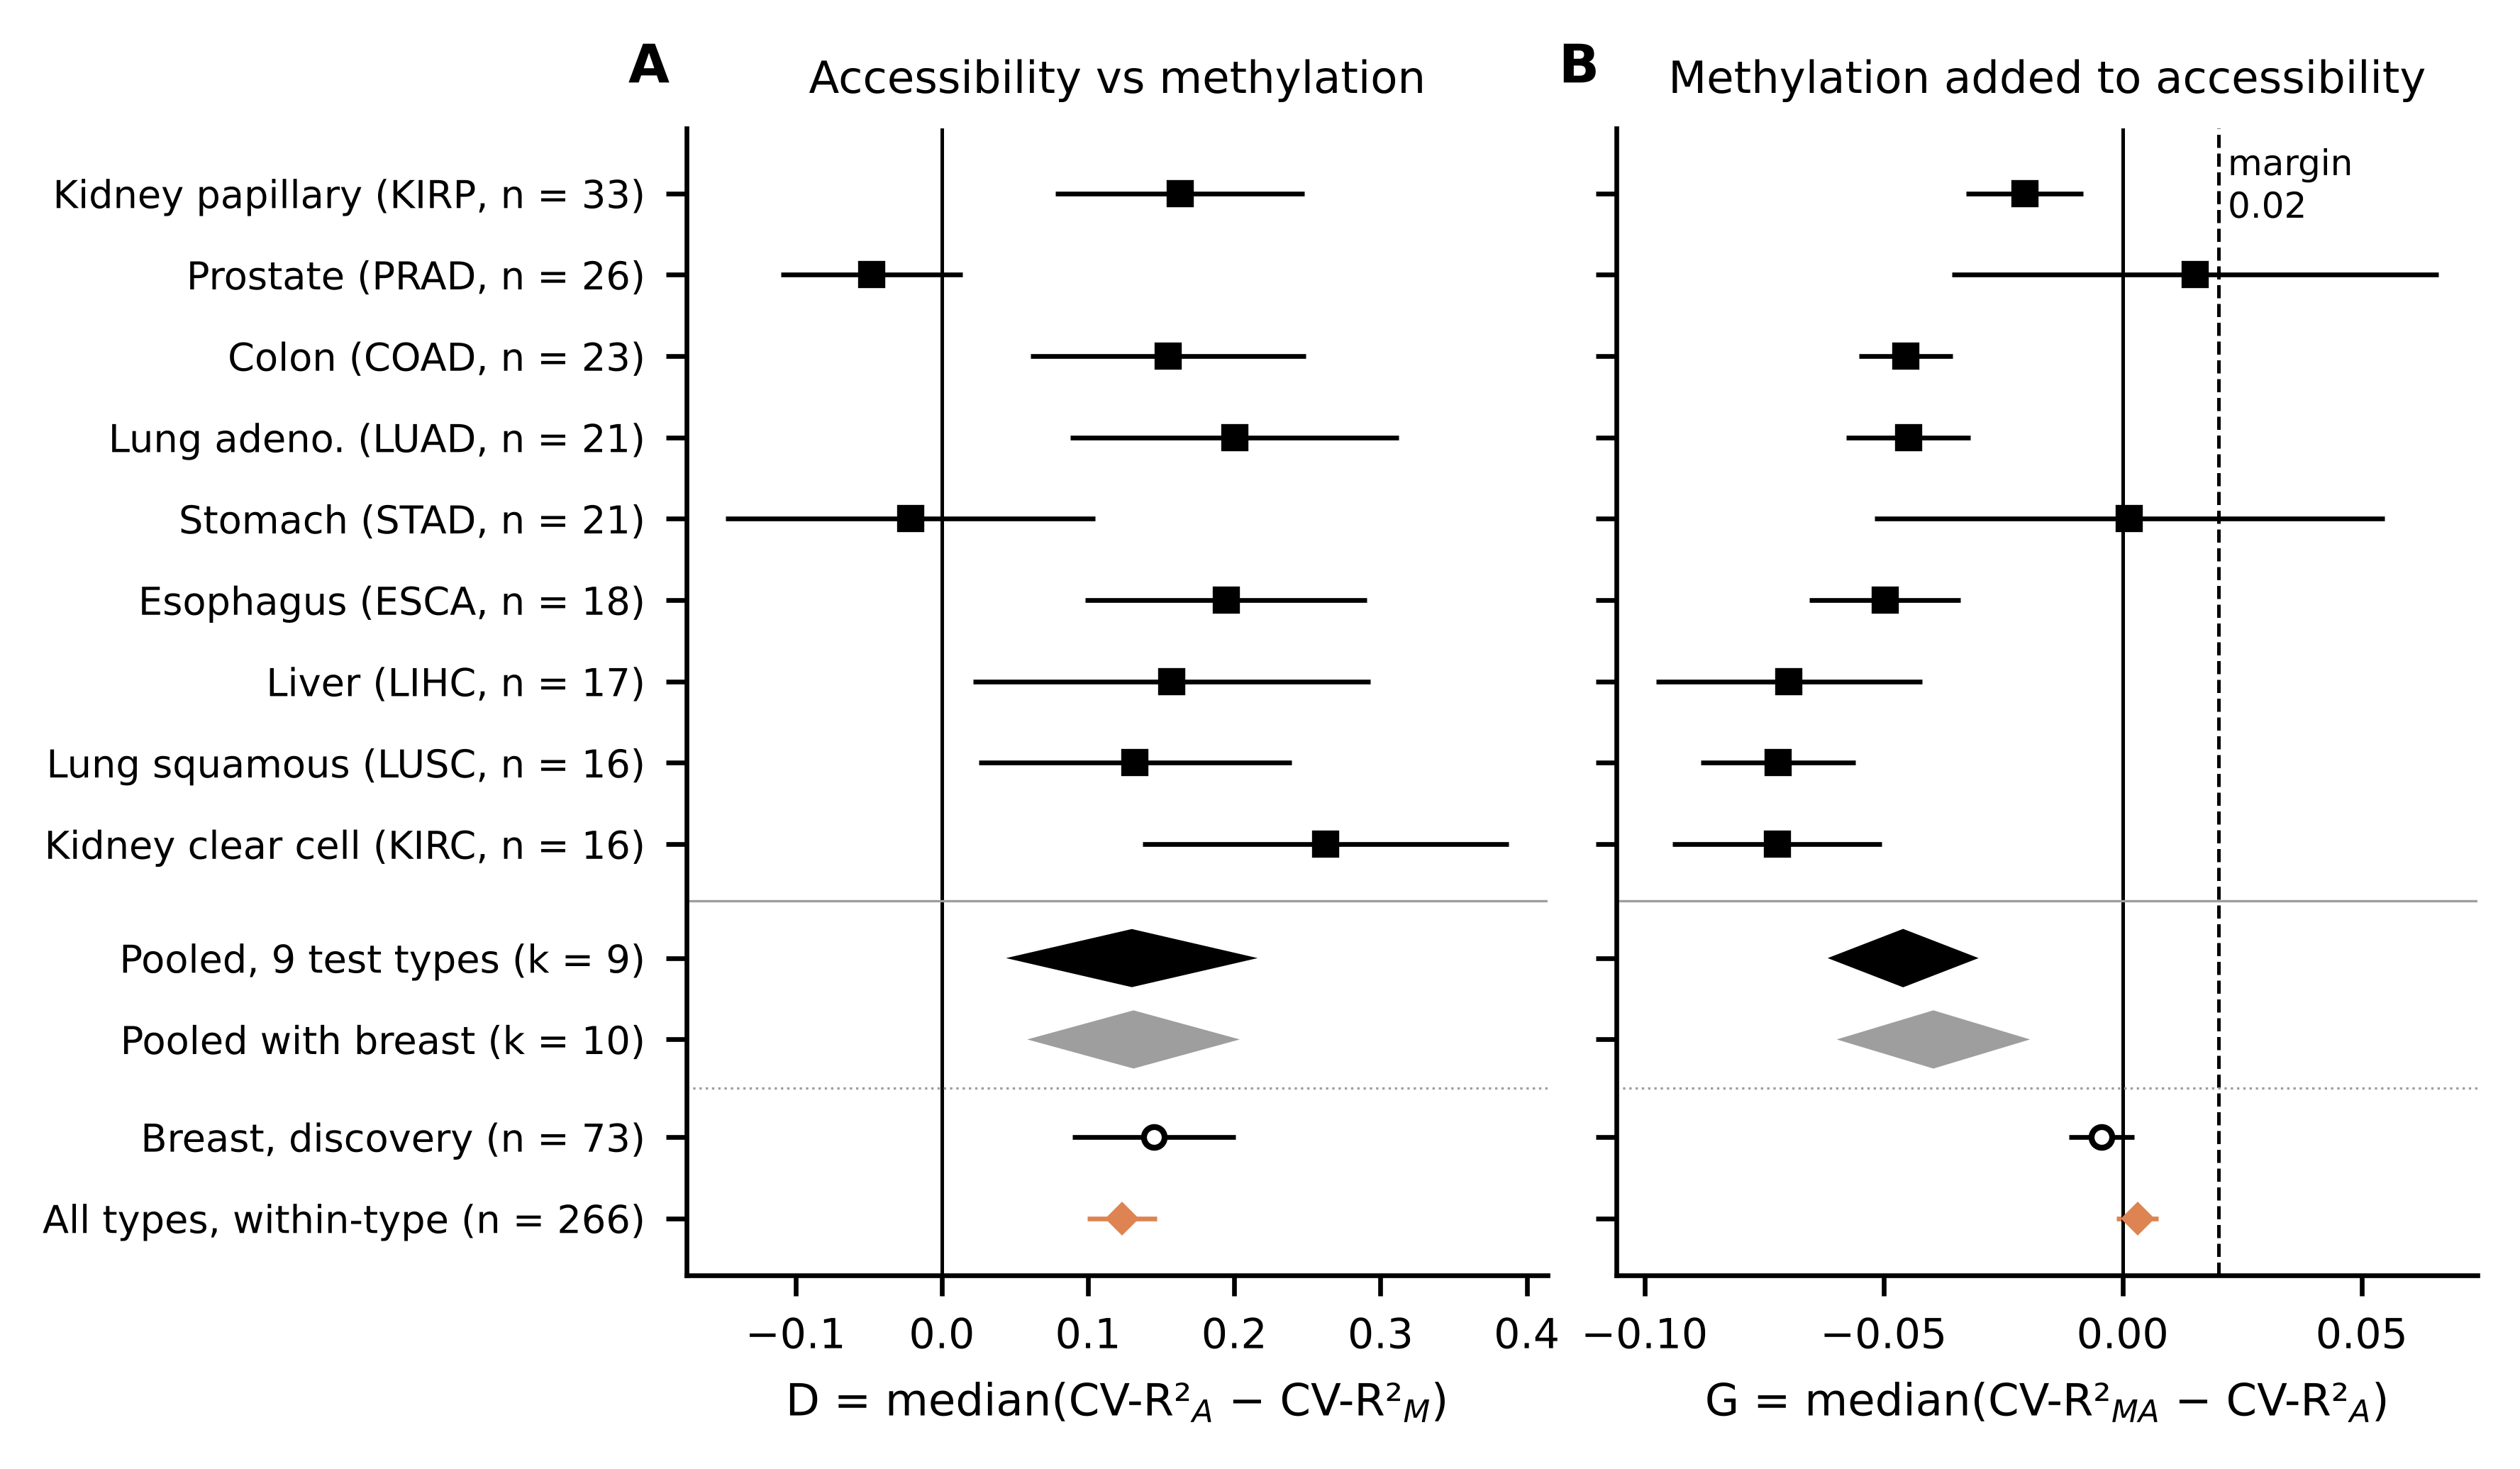 A
Accessibility vs methylation
B
Methylation added to accessibility
margin
0.02
Kidney papillary (KIRP, n = 33)
Prostate (PRAD, n = 26)
Colon (COAD, n = 23)
Lung adeno. (LUAD, n = 21)
Stomach (STAD, n = 21)
Esophagus (ESCA, n = 18)
Liver (LIHC, n = 17)
Lung squamous (LUSC, n = 16)
Kidney clear cell (KIRC, n = 16)
Pooled, 9 test types (k = 9)
Pooled with breast (k = 10)
Breast, discovery (n = 73)
All types, within-type (n = 266)
−0.1 0.0 0.1 0.2 0.3 0.4
−0.10 −0.05 0.00 0.05
D = median(CV-R²A − CV-R²M)
G = median(CV-R²MA − CV-R²A)